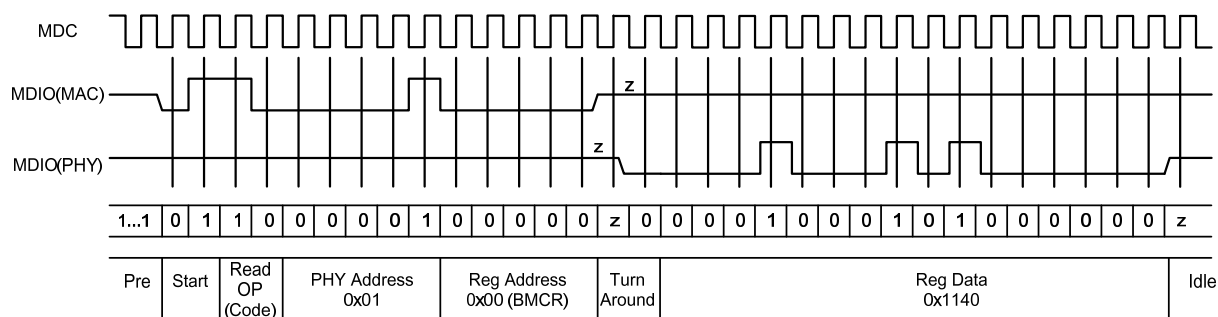 MDC
MDIO(MAC)
z
MDIO(PHY)
z
1...1 0 1 1 0 0 0 0 0 1 0 0 0 0 0 z 0 0 0 0 1 0 0 0 1 0 1 0 0 0 0 0 0 z
Pre
Start
Read
OP
(Code)
PHY Address
0x01
Reg Address
0x00 (BMCR)
Turn
Around
Reg Data
0x1140
Idle